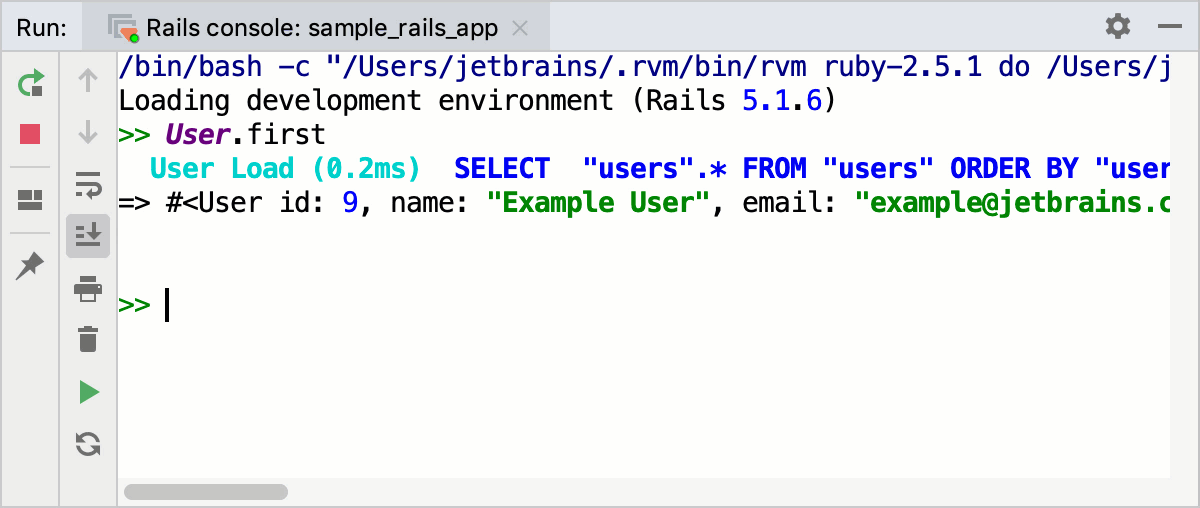 Run: Rails console: sample_rails_app
/bin/bash -c "/Users/jetbrains/.rvm/bin/rvm ruby-2.5.1 do /Users/j
Loading development environment (Rails 5.1.6)
>> User.first
User Load (0.2ms) SELECT "users".* FROM "users" ORDER BY "user
=> #<User id: 9, name: "Example User", email: "example@jetbrains.c
>>